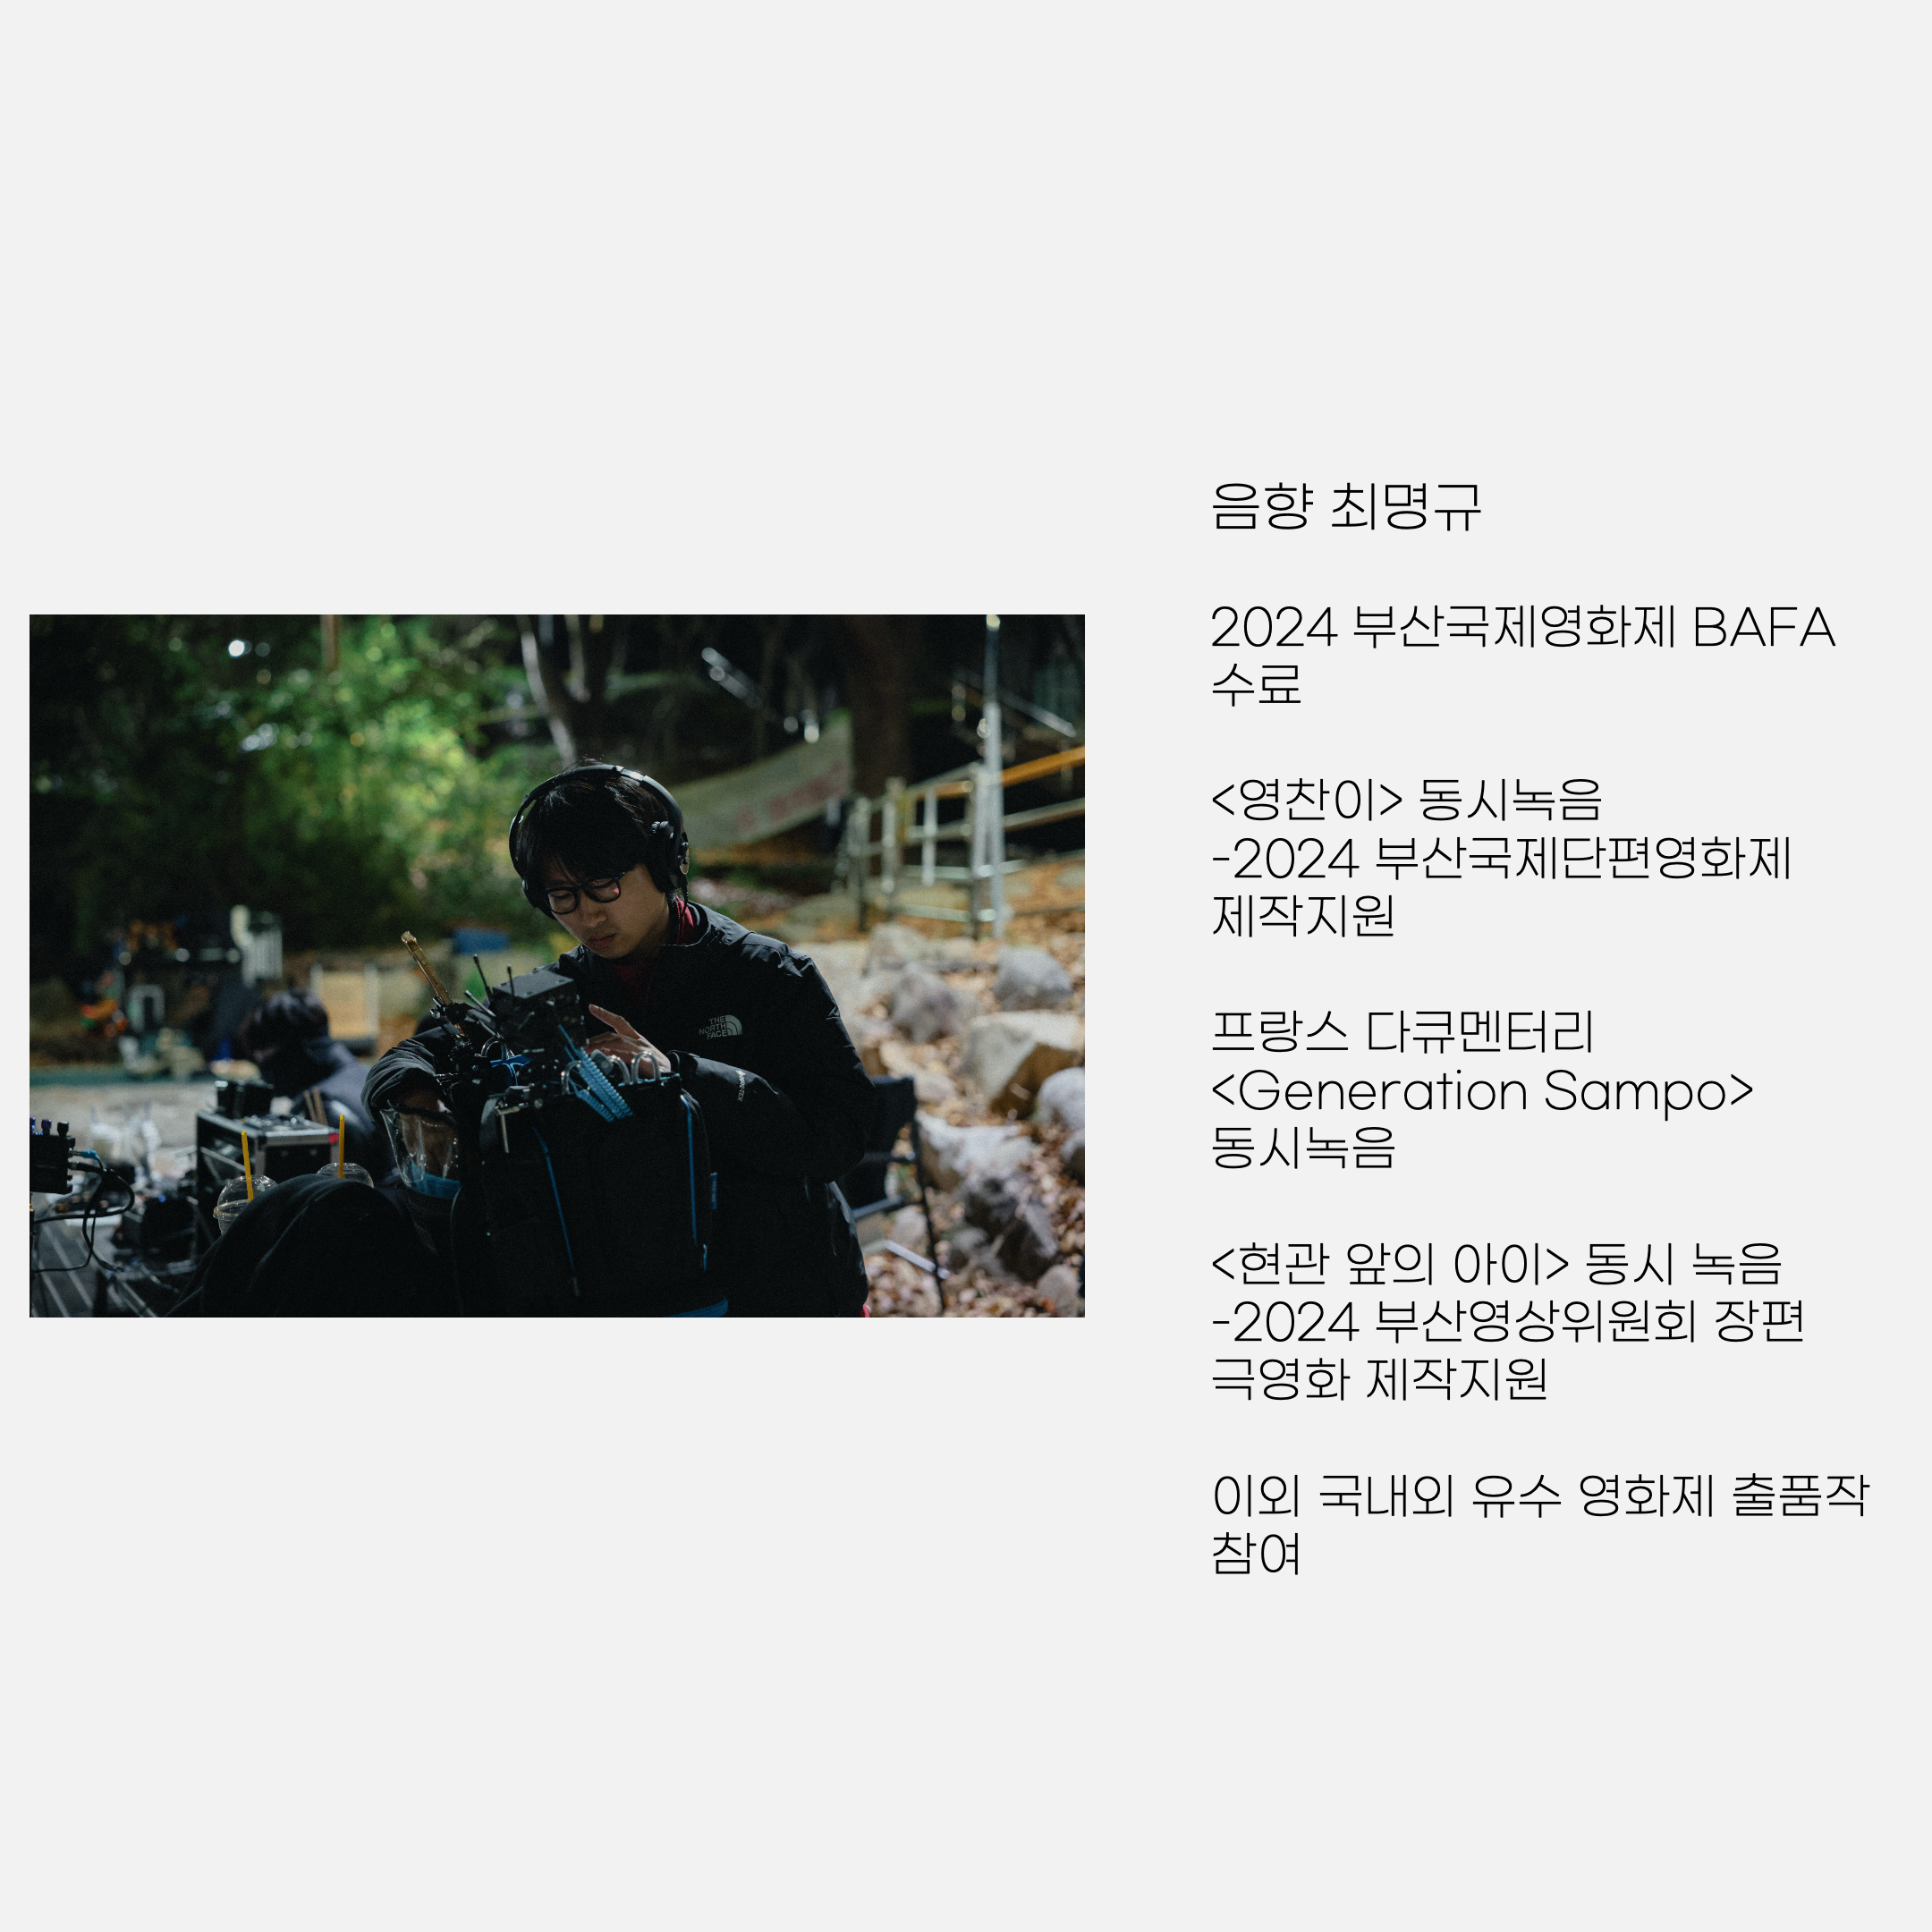 음향 최명규
2024 부산국제영화제 BAFA
수료
<영찬이> 동시녹음
-2024 부산국제단편영화제
제작지원
프랑스 다큐멘터리
<Generation Sampo>
동시녹음
<현관 앞의 아이> 동시 녹음
-2024 부산영상위원회 장편
극영화 제작지원
이외 국내외 유수 영화제 출품작
참여
THE
NORTH
FACE